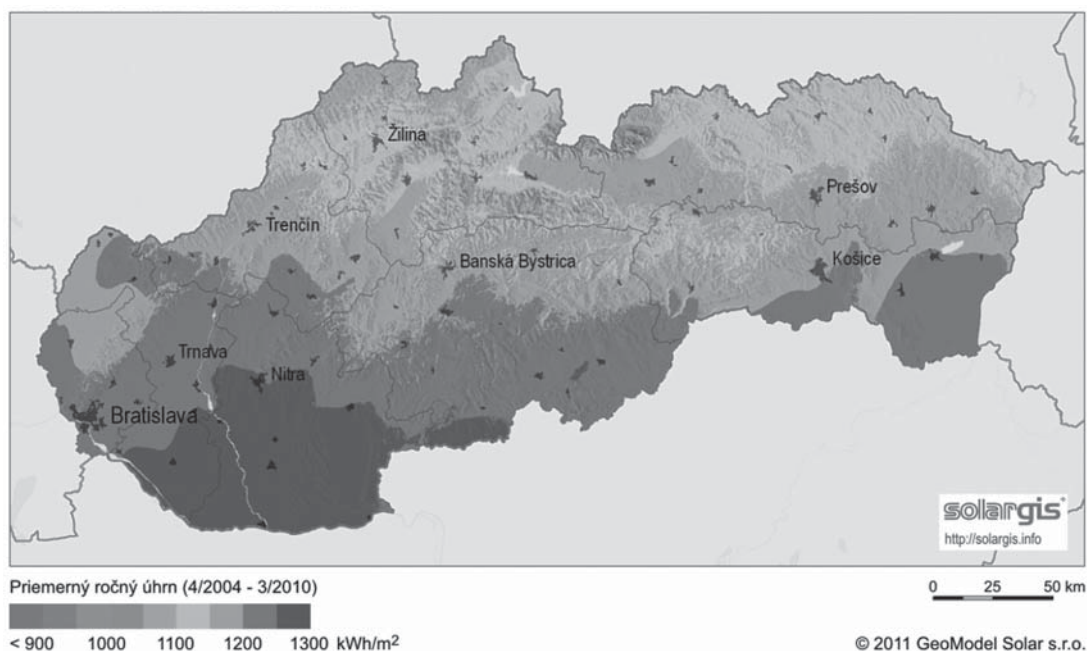 Žilina
Prešov
Trenčín
Banská Bystrica
Košice
Trnava
Nitra
Bratislava
solargis
http://solargis.info
Priemerný ročný úhrn (4/2004 - 3/2010)
0 25 50 km
< 900 1000 1100 1200 1300 kWh/m²
© 2011 GeoModel Solar s.r.o.